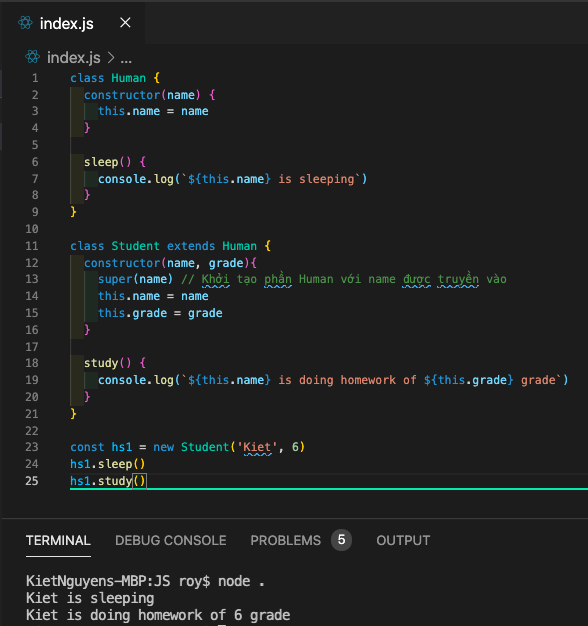 index.js
index.js > ...
1 class Human {
2 constructor(name) {
3 this.name = name
4 }
5
6 sleep() {
7 console.log(`${this.name} is sleeping`)
8 }
9 }
10
11 class Student extends Human {
12 constructor(name, grade){
13 super(name) // Khởi tạo phần Human với name được truyền vào
14 this.name = name
15 this.grade = grade
16 }
17
18 study() {
19 console.log(`${this.name} is doing homework of ${this.grade} grade`)
20 }
21 }
22
23 const hs1 = new Student('Kiet', 6)
24 hs1.sleep()
25 hs1.study()
TERMINAL DEBUG CONSOLE PROBLEMS 5 OUTPUT
KietNguyens-MBP:JS roy$ node .
Kiet is sleeping
Kiet is doing homework of 6 grade